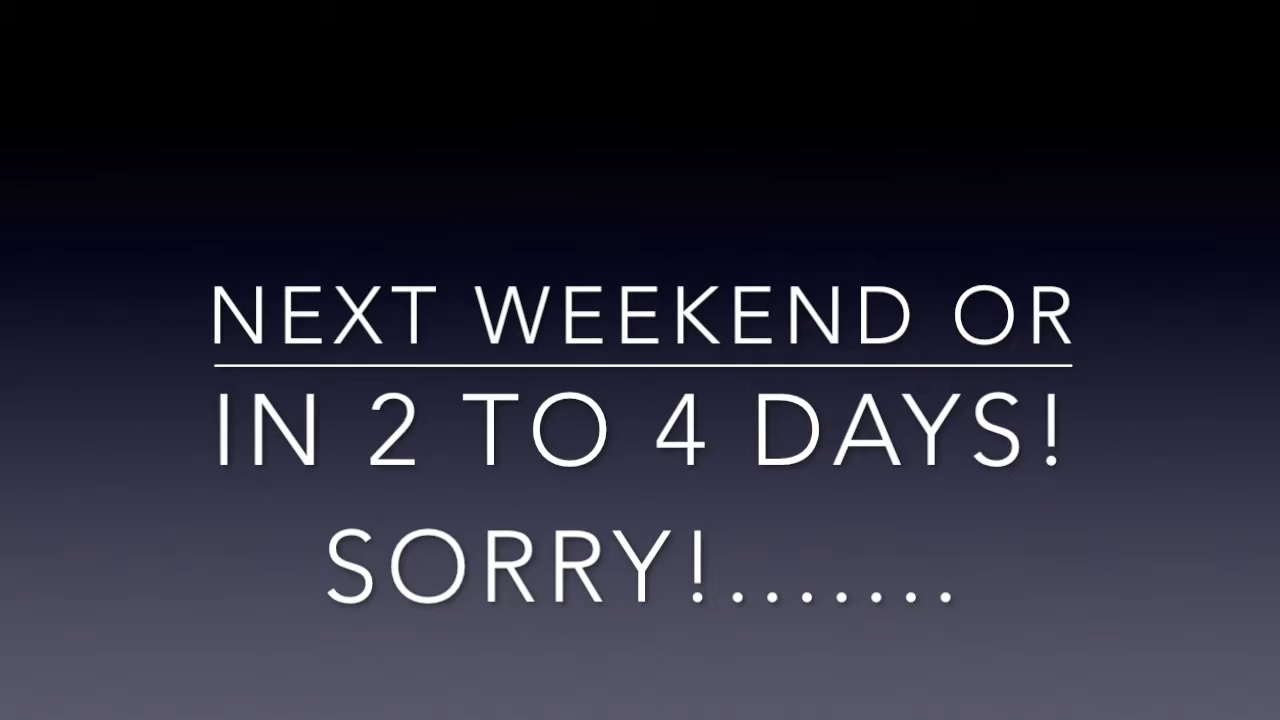 NEXT WEEKEND OR
IN 2 TO 4 DAYS!
SORRY!.......